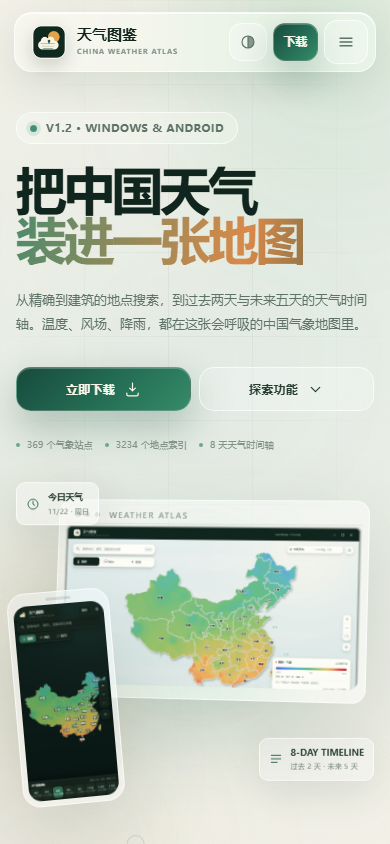 天气图鉴
CHINA WEATHER ATLAS
下载
V1.2 • WINDOWS & ANDROID
把中国天气
装进一张地图
从精确到建筑的地点搜索，到过去两天与未来五天的天气时间
轴。温度、风场、降雨，都在这张会呼吸的中国气象地图里。
立即下载
探索功能
369 个气象站点
3234 个地点索引
8 天天气时间轴
今日天气
11/22 ·
WEATHER ATLAS
8-DAY TIMELINE
过去 2 天 · 未来 5 天